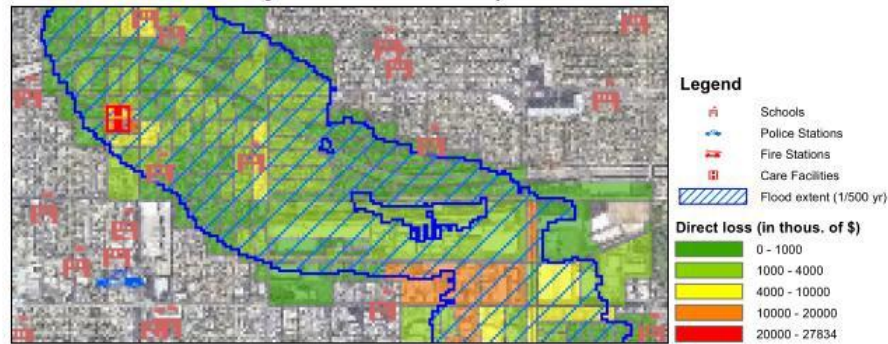 Legend
Schools
Police Stations
Fire Stations
H Care Facilities
Flood extent (1/500 yr)
Direct loss (in thous. of $)
0 - 1000
1000 - 4000
4000 - 10000
10000 - 20000
20000 - 27834
H